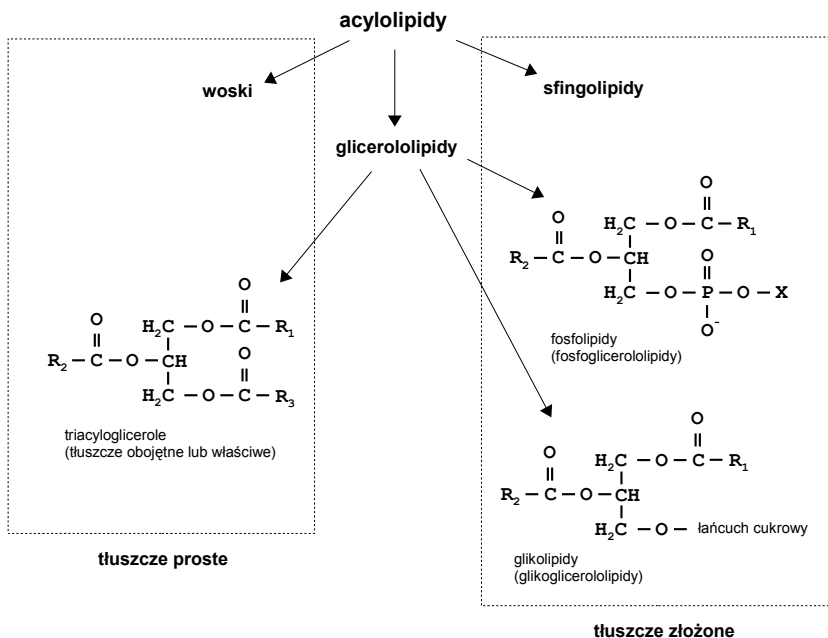 acylolipidy
woski
sfingolipidy
glicerololipidy
O
||
H₂C – O – C – R₁
O
||
R₂ – C – O – CH
O
||
H₂C – O – P – O – X
|
O⁻
fosfolipidy
(fosfoglicerololipidy)
O
||
H₂C – O – C – R₁
O
||
R₂ – C – O – CH
O
||
H₂C – O – C – R₃
triacyloglicerole
(tłuszcze obojętne lub właściwe)
O
||
H₂C – O – C – R₁
O
||
R₂ – C – O – CH
H₂C – O – łańcuch cukrowy
glikolipidy
(glikoglicerololipidy)
tłuszcze proste
tłuszcze złożone